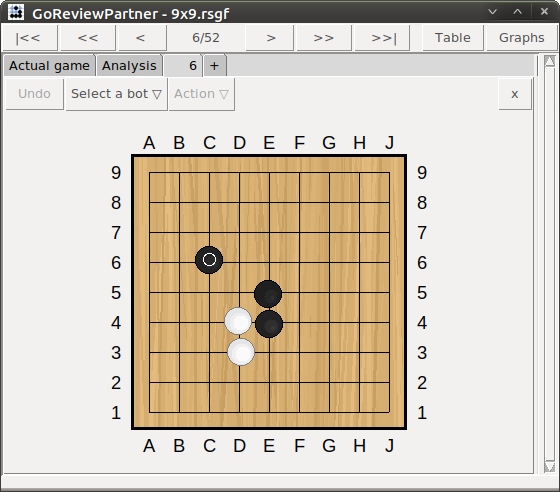 GoReviewPartner - 9x9.rsgf
|<< << < 6/52 > >> >>| Table Graphs
Actual game Analysis 6 +
Undo Select a bot ▽ Action ▽ x
A B C D E F G H J
9 9
8 8
7 7
6 6
5 5
4 4
3 3
2 2
1 1
A B C D E F G H J